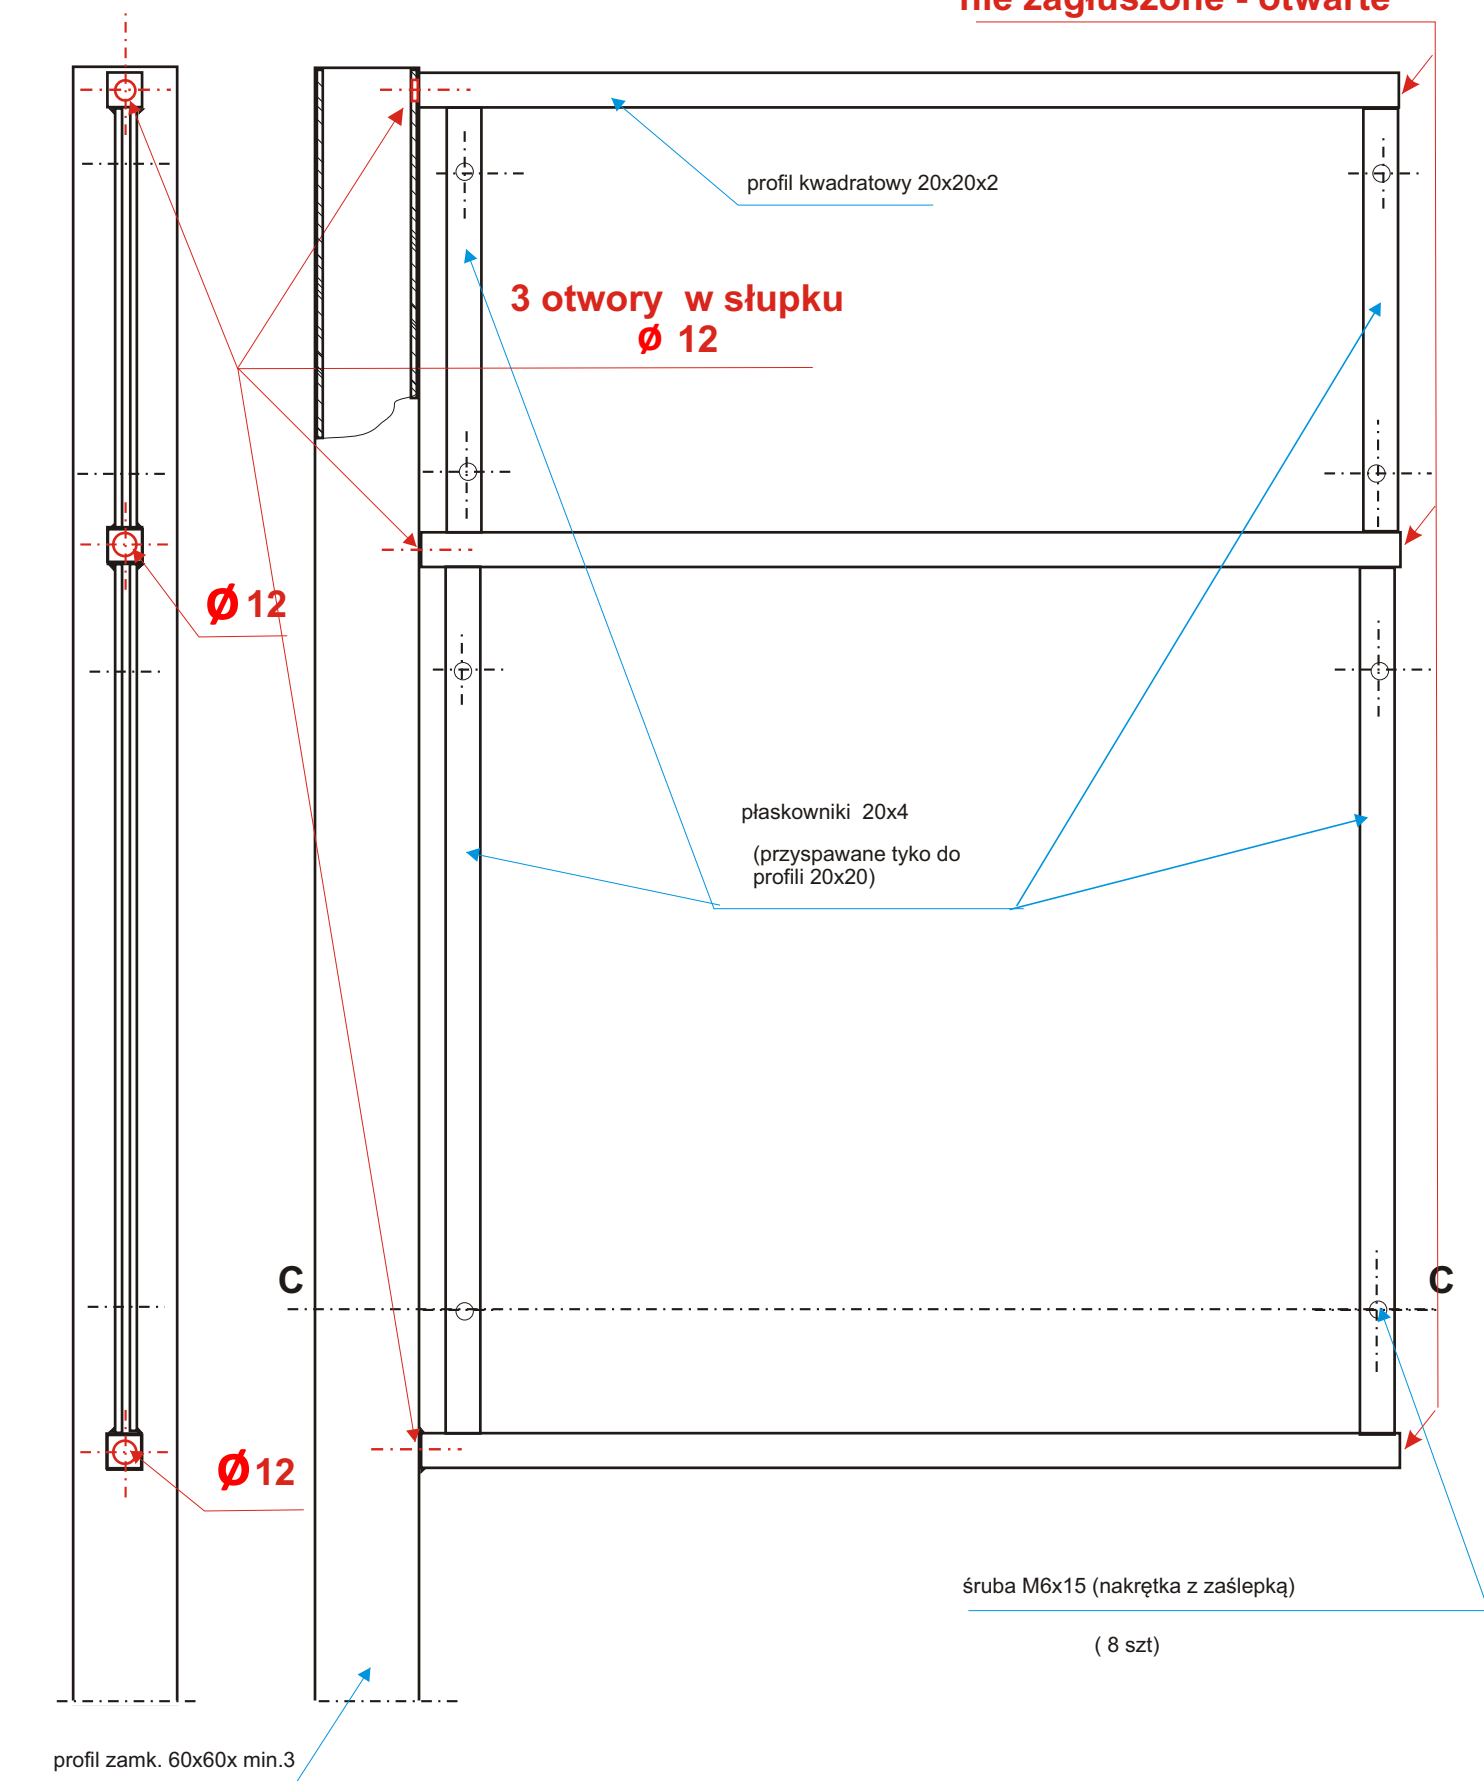 nie zagłuszone - otwarte
profil kwadratowy 20x20x2
3 otwory w słupku
Ø 12
Ø 12
płaskowniki 20x4
(przyspawane tyko do
profili 20x20)
C
C
Ø 12
śruba M6x15 (nakrętka z zaślepką)
( 8 szt)
profil zamk. 60x60x min.3